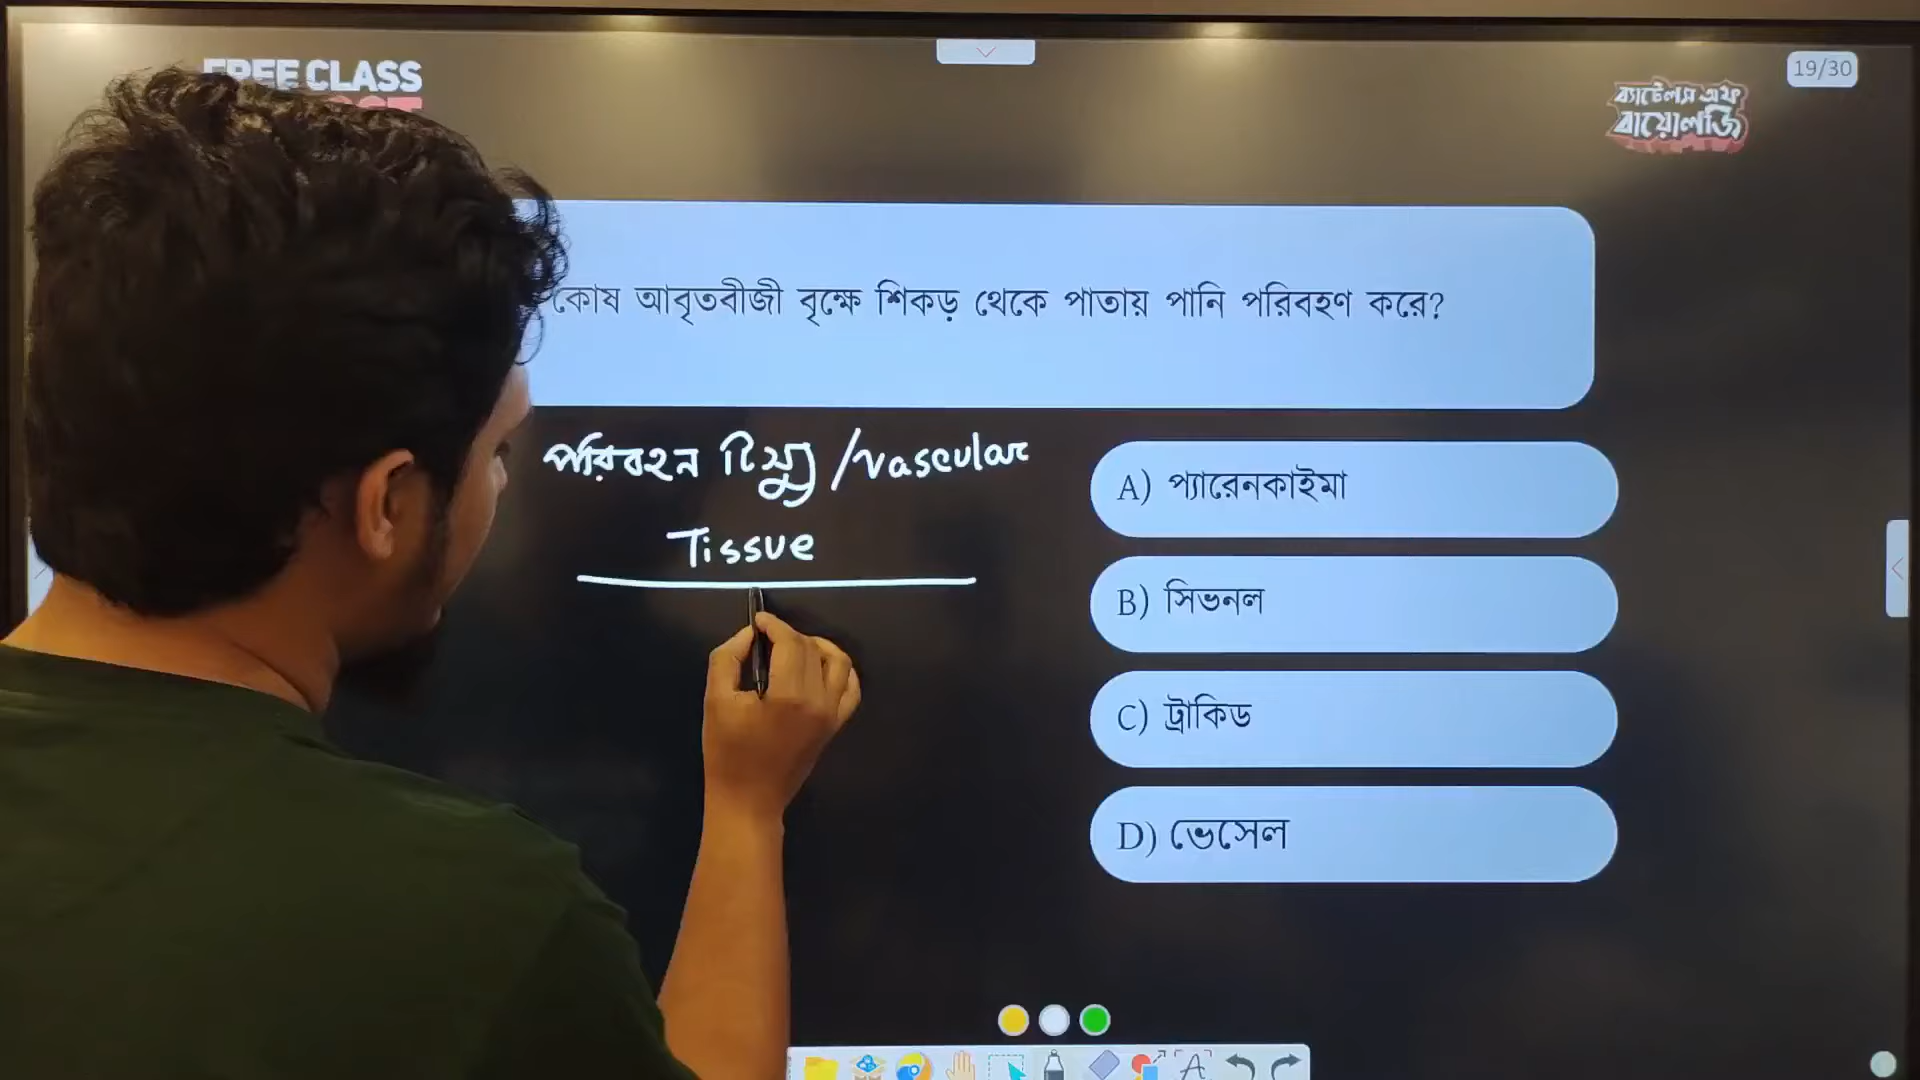 FREE CLASS
19/30
ব্যাটেলস অফ
বায়োলজি
কোষ আবৃতবীজী বৃক্ষে শিকড় থেকে পাতায় পানি পরিবহণ করে?
পরিবহন টিস্যু /vascular
Tissue
A) প্যারেনকাইমা
B) সিভনল
C) ট্রাকিড
D) ভেসেল